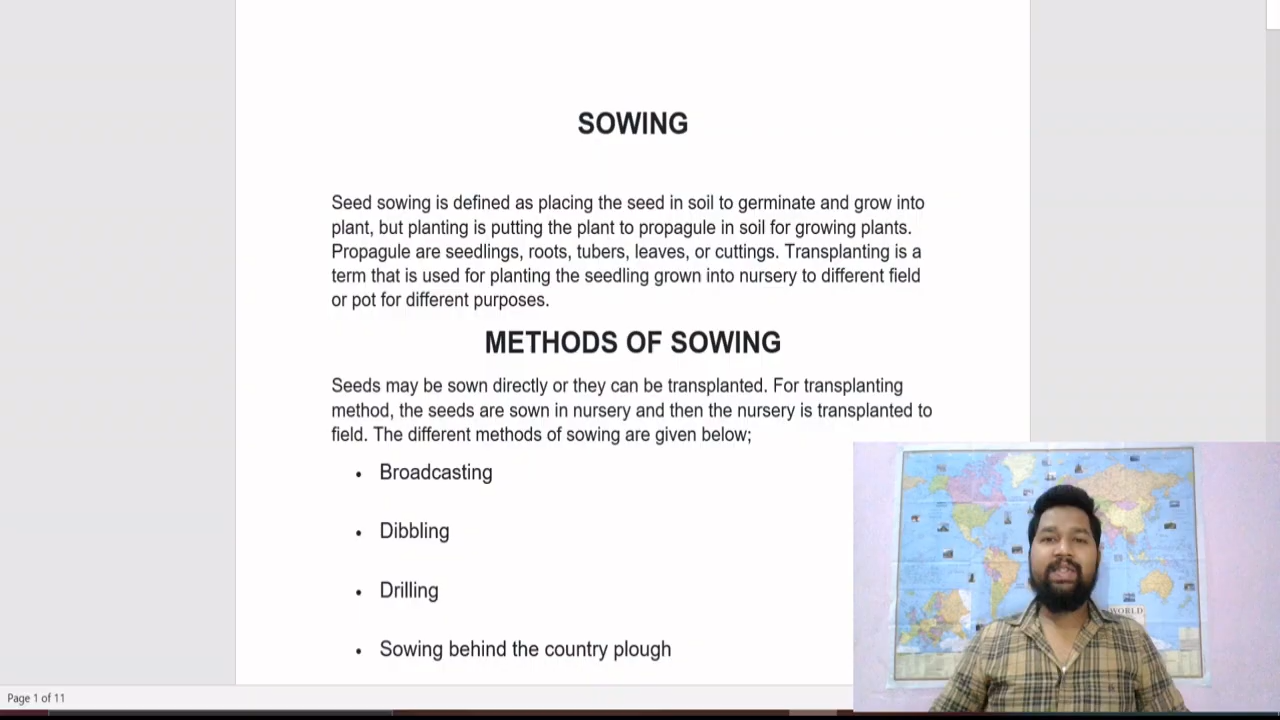 SOWING
Seed sowing is defined as placing the seed in soil to germinate and grow into
plant, but planting is putting the plant to propagule in soil for growing plants.
Propagule are seedlings, roots, tubers, leaves, or cuttings. Transplanting is a
term that is used for planting the seedling grown into nursery to different field
or pot for different purposes.
METHODS OF SOWING
Seeds may be sown directly or they can be transplanted. For transplanting
method, the seeds are sown in nursery and then the nursery is transplanted to
field. The different methods of sowing are given below;
• Broadcasting
• Dibbling
• Drilling
• Sowing behind the country plough
WORLD
Page 1 of 11